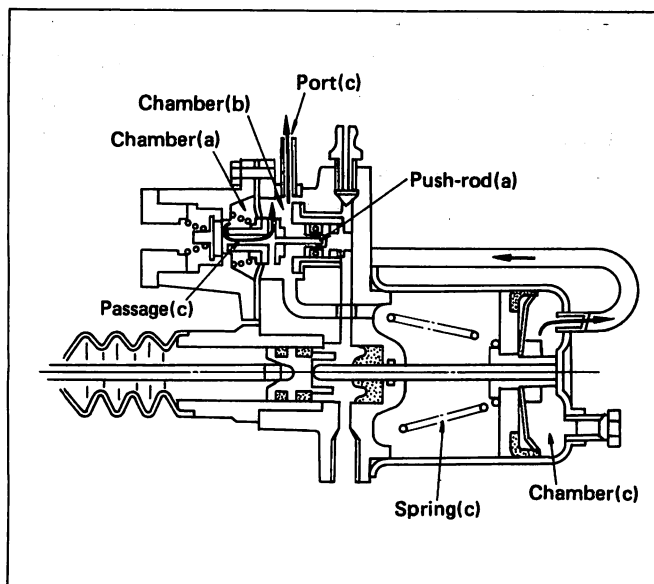 Port(c)
Chamber(b)
Chamber(a)
Push-rod(a)
Passage(c)
Chamber(c)
Spring(c)